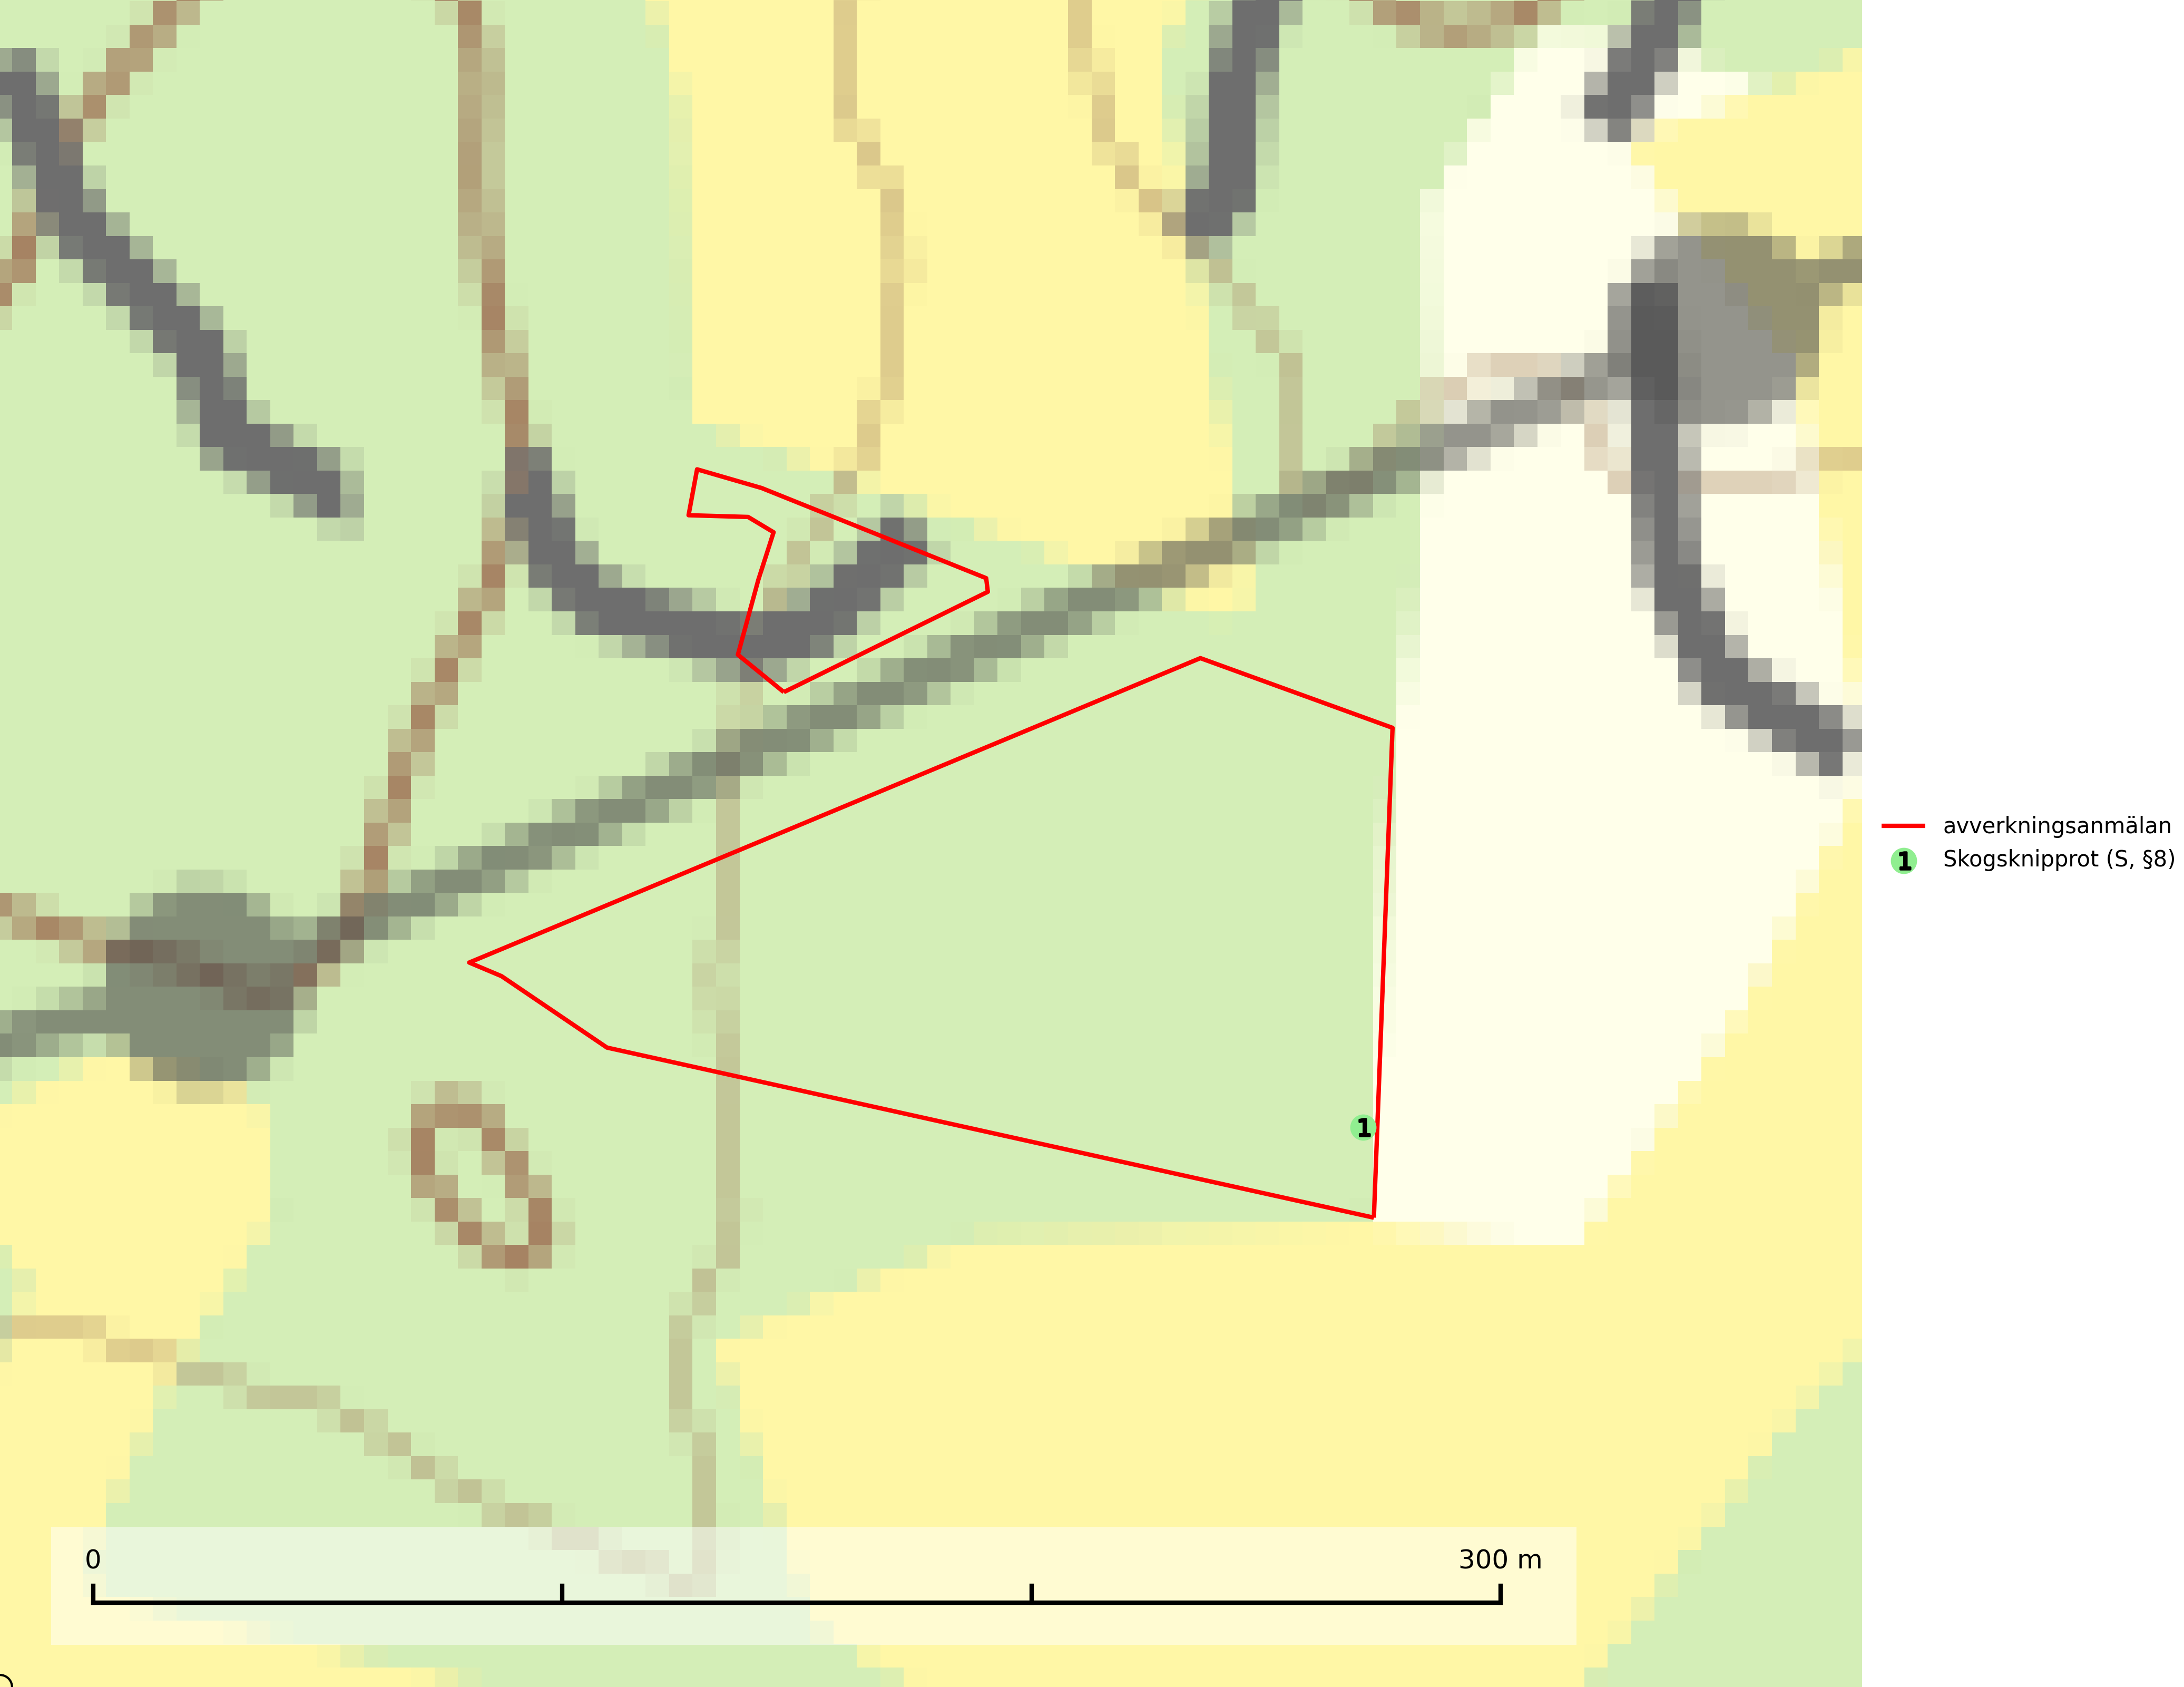 avverkningsanmälan
1 Skogsknipprot (S, §8)
1
0 300 m